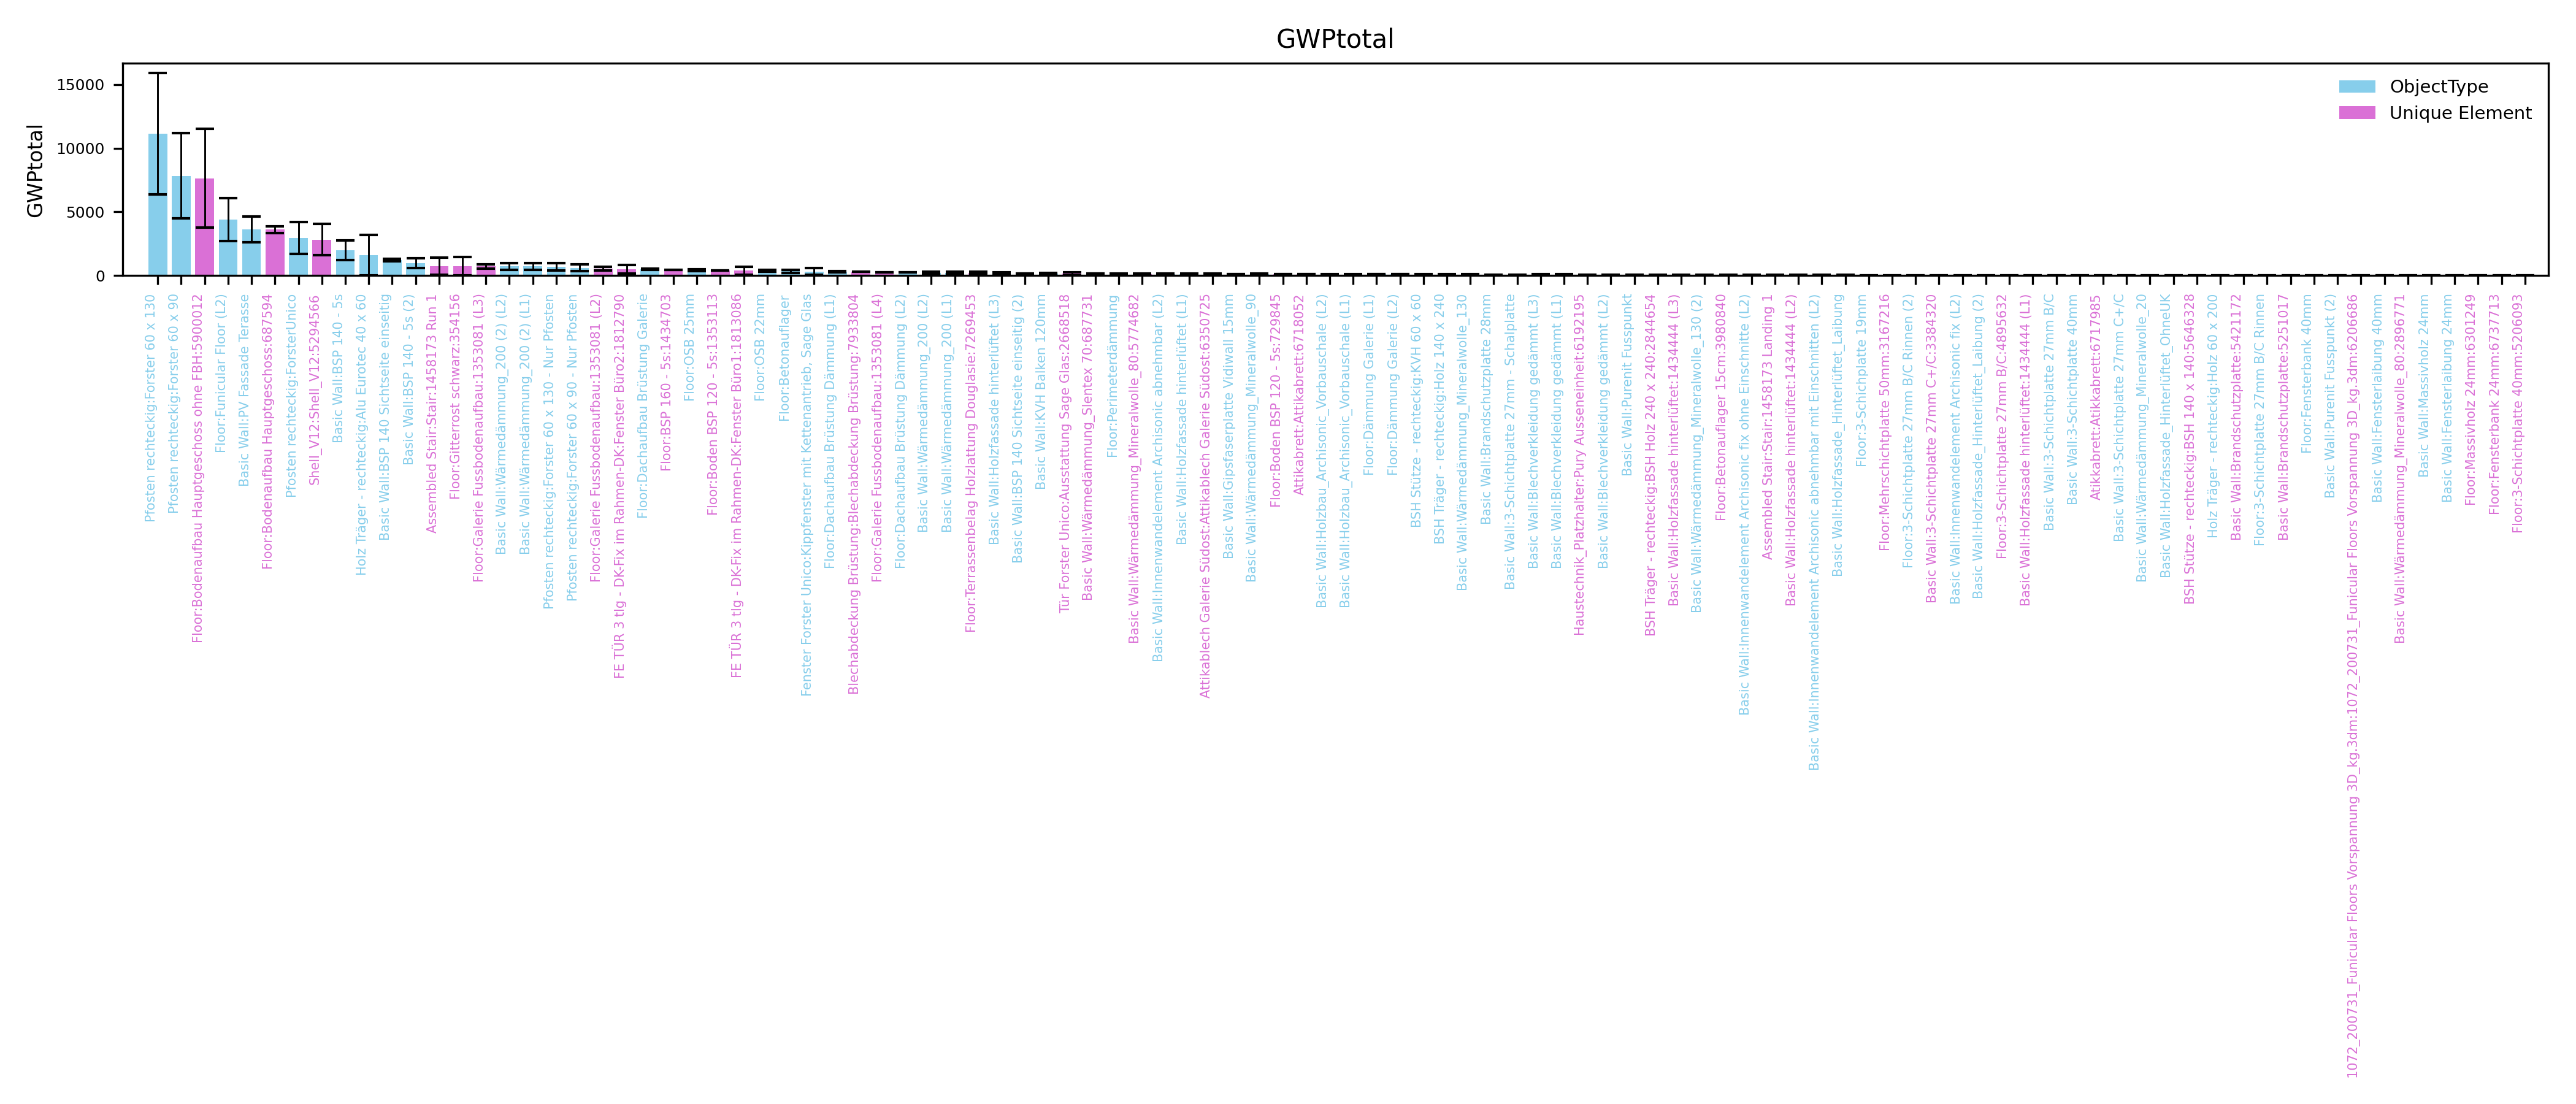 GWPtotal
GWPtotal
15000
10000
5000
0
ObjectType
Unique Element
Pfosten rechteckig:Forster 60 x 130
Pfosten rechteckig:Forster 60 x 90
Floor:Bodenaufbau Hauptgeschoss ohne FBH:5900012
Floor:Funicular Floor (L2)
Basic Wall:PV Fassade Terasse
Floor:Bodenaufbau Hauptgeschoss:687594
Pfosten rechteckig:ForsterUnico
Shell_V12:Shell_V12:5294566
Basic Wall:BSP 140 - 5s
Holz Träger - rechteckig:Alu Eurotec 40 x 60
Basic Wall:BSP 140 Sichtseite einseitig
Basic Wall:BSP 140 - 5s (2)
Assembled Stair:Stair:1458173 Run 1
Floor:Gitterrost schwarz:354156
Floor:Galerie Fussbodenaufbau:1353081 (L3)
Basic Wall:Wärmedämmung_200 (2) (L2)
Basic Wall:Wärmedämmung_200 (2) (L1)
Pfosten rechteckig:Forster 60 x 130 - Nur Pfosten
Pfosten rechteckig:Forster 60 x 90 - Nur Pfosten
Floor:Galerie Fussbodenaufbau:1353081 (L2)
FE TÜR 3 tlg - DK-Fix im Rahmen-DK:Fenster Büro2:1812790
Floor:Dachaufbau Brüstung Galerie
Floor:BSP 160 - 5s:1434703
Floor:OSB 25mm
Floor:Boden BSP 120 - 5s:1353113
FE TÜR 3 tlg - DK-Fix im Rahmen-DK:Fenster Büro1:1813086
Floor:OSB 22mm
Floor:Betonauflager
Fenster Forster Unico:Kippfenster mit Kettenantrieb, Sage Glas
Floor:Dachaufbau Brüstung Dämmung (L1)
Blechabdeckung Brüstung:Blechabdeckung Brüstung:7933804
Floor:Galerie Fussbodenaufbau:1353081 (L4)
Floor:Dachaufbau Brüstung Dämmung (L2)
Basic Wall:Wärmedämmung_200 (L2)
Basic Wall:Wärmedämmung_200 (L1)
Floor:Terrassenbelag Holzlattung Douglasie:7269453
Basic Wall:Holzfassade hinterlüftet (L3)
Basic Wall:BSP 140 Sichtseite einseitig (2)
Basic Wall:KVH Balken 120mm
Tür Forster Unico:Ausstattung Sage Glas:2668518
Basic Wall:Wärmedämmung_Slentex 70:687731
Floor:Perimeterdämmung
Basic Wall:Wärmedämmung_Mineralwolle_80:5774682
Basic Wall:Innenwandelement Archisonic abnehmbar (L2)
Basic Wall:Holzfassade hinterlüftet (L1)
Attikablech Galerie Südost:Attikablech Galerie Südost:6350725
Basic Wall:Gipsfaserplatte Vidiwall 15mm
Basic Wall:Wärmedämmung_Mineralwolle_90
Floor:Boden BSP 120 - 5s:729845
Attikabrett:Attikabrett:6718052
Basic Wall:Holzbau_Archisonic_Vorbauschale (L2)
Basic Wall:Holzbau_Archisonic_Vorbauschale (L1)
Floor:Dämmung Galerie (L1)
Floor:Dämmung Galerie (L2)
BSH Stütze - rechteckig:KVH 60 x 60
BSH Träger - rechteckig:Holz 140 x 240
Basic Wall:Wärmedämmung_Mineralwolle_130
Basic Wall:Brandschutzplatte 28mm
Basic Wall:3-Schichtplatte 27mm - Schalplatte
Basic Wall:Blechverkleidung gedämmt (L3)
Basic Wall:Blechverkleidung gedämmt (L1)
Haustechnik_Platzhalter:Pury Ausseneinheit:6192195
Basic Wall:Blechverkleidung gedämmt (L2)
Basic Wall:Purenit Fusspunkt
BSH Träger - rechteckig:BSH Holz 240 x 240:2844654
Basic Wall:Holzfassade hinterlüftet:1434444 (L3)
Basic Wall:Wärmedämmung_Mineralwolle_130 (2)
Floor:Betonauflager 15cm:3980840
Basic Wall:Innenwandelement Archisonic fix ohne Einschnitte (L2)
Assembled Stair:Stair:1458173 Landing 1
Basic Wall:Holzfassade hinterlüftet:1434444 (L2)
Basic Wall:Innenwandelement Archisonic abnehmbar mit Einschnitten (L2)
Basic Wall:Holzfassade_Hinterlüftet_Laibung
Floor:3-Schichplatte 19mm
Floor:Mehrschichtplatte 50mm:3167216
Floor:3-Schichtplatte 27mm B/C Rinnen (2)
Basic Wall:3-Schichtplatte 27mm C+/C:3384320
Basic Wall:Innenwandelement Archisonic fix (L2)
Basic Wall:Holzfassade_Hinterlüftet_Laibung (2)
Floor:3-Schichtplatte 27mm B/C:4895632
Basic Wall:Holzfassade hinterlüftet:1434444 (L1)
Basic Wall:3-Schichtplatte 27mm B/C
Basic Wall:3-Schichtplatte 40mm
Atikkabrett:Atikkabrett:6717985
Basic Wall:3-Schichtplatte 27mm C+/C
Basic Wall:Wärmedämmung_Mineralwolle_20
Basic Wall:Holzfassade_Hinterlüftet_OhneUK
BSH Stütze - rechteckig:BSH 140 x 140:5646328
Holz Träger - rechteckig:Holz 60 x 200
Basic Wall:Brandschutzplatte:5421172
Floor:3-Schichtplatte 27mm B/C Rinnen
Basic Wall:Brandschutzplatte:5251017
Floor:Fensterbank 40mm
Basic Wall:Purenit Fusspunkt (2)
1072_200731_Funicular Floors Vorspannung 3D_kg.3dm:1072_200731_Funicular Floors Vorspannung 3D_kg.3dm:6206686
Basic Wall:Fensterlaibung 40mm
Basic Wall:Wärmedämmung_Mineralwolle_80:2896771
Basic Wall:Massivholz 24mm
Basic Wall:Fensterlaibung 24mm
Floor:Massivholz 24mm:6301249
Floor:Fensterbank 24mm:6737713
Floor:3-Schichtplatte 40mm:5206093